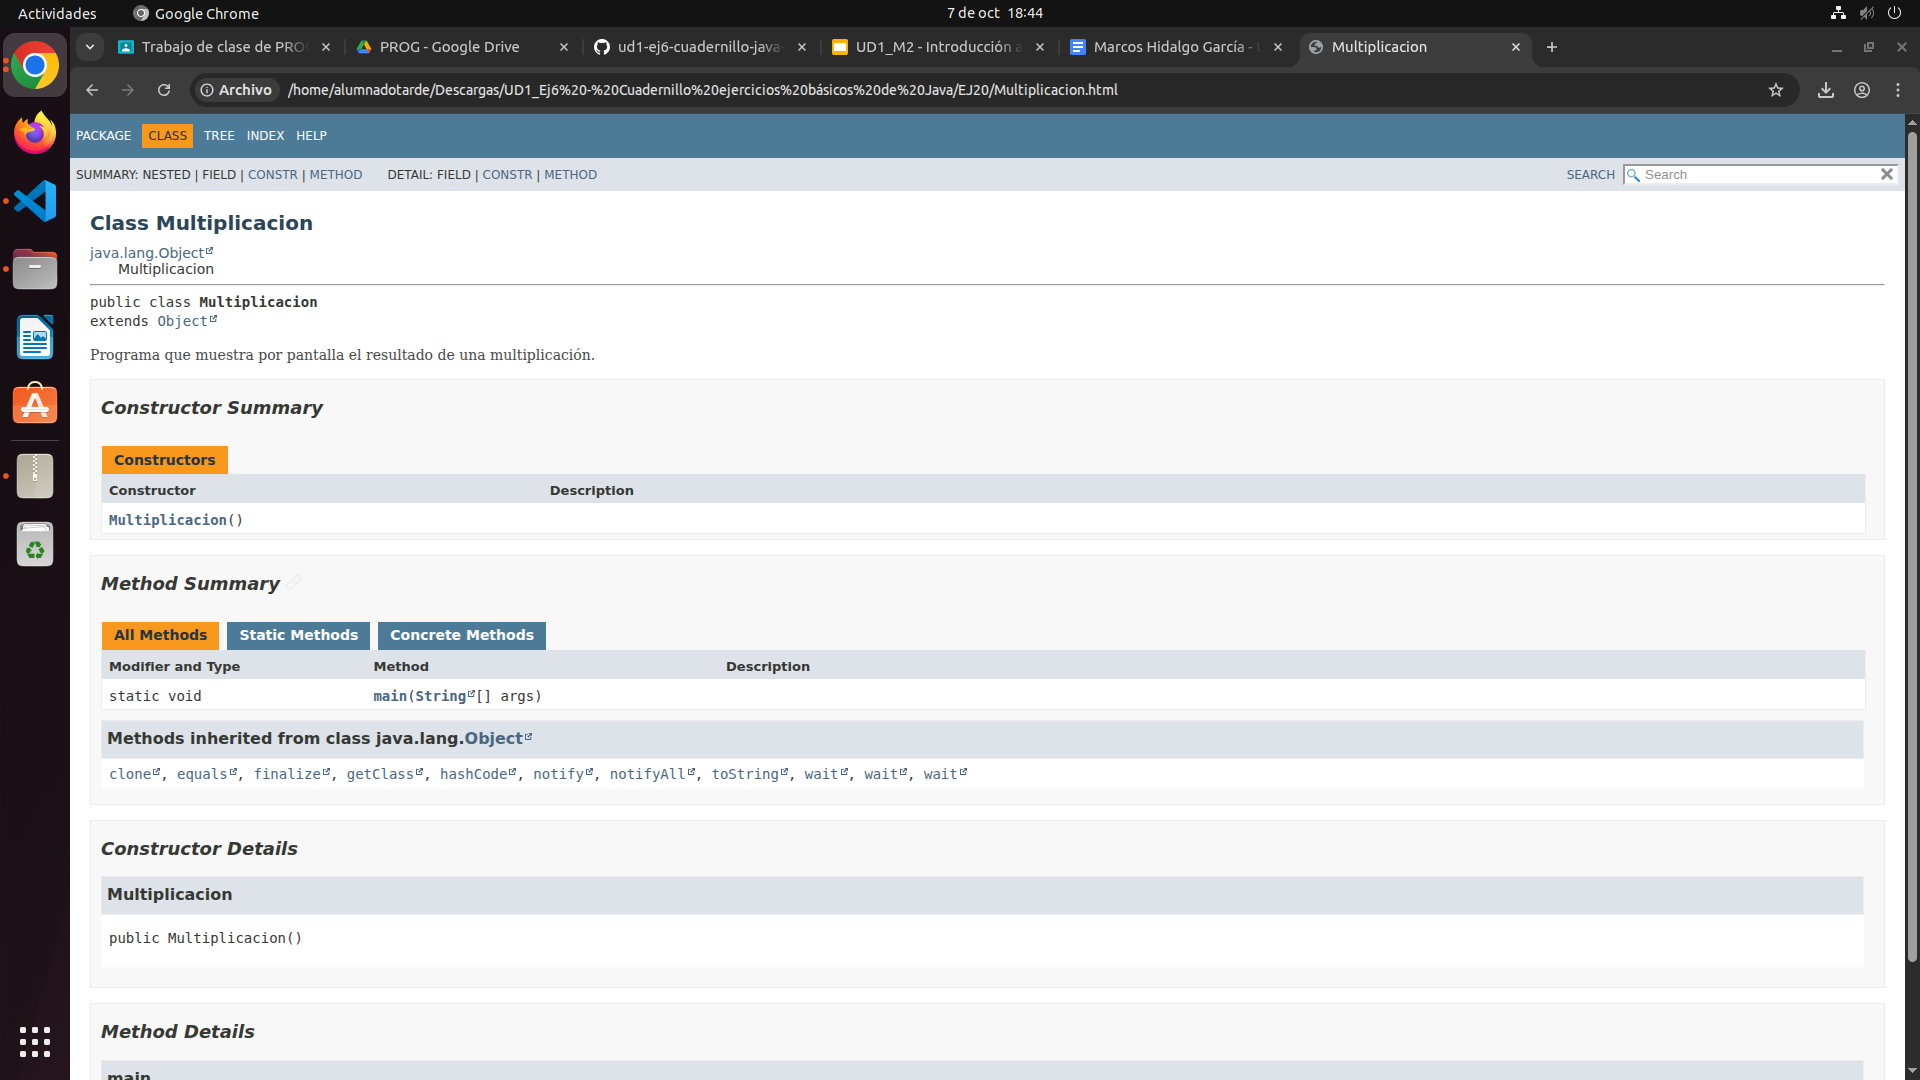 Actividades
Google Chrome
7 de oct 18:44
Trabajo de clase de PRO
PROG - Google Drive
ud1-ej6-cuadernillo-java-
UD1_M2 - Introducción a
Marcos Hidalgo García -
Multiplicacion
Archivo
/home/alumnadotarde/Descargas/UD1_Ej6%20-%20Cuadernillo%20ejercicios%20básicos%20de%20Java/EJ20/Multiplicacion.html
PACKAGE CLASS TREE INDEX HELP
SUMMARY: NESTED | FIELD | CONSTR | METHOD DETAIL: FIELD | CONSTR | METHOD
SEARCH Search
Class Multiplicacion
java.lang.Object
Multiplicacion
public class Multiplicacion
extends Object
Programa que muestra por pantalla el resultado de una multiplicación.
Constructor Summary
Constructors
Constructor Description
Multiplicacion()
Method Summary
All Methods Static Methods Concrete Methods
Modifier and Type Method Description
static void main(String[] args)
Methods inherited from class java.lang.Object
clone, equals, finalize, getClass, hashCode, notify, notifyAll, toString, wait, wait, wait
Constructor Details
Multiplicacion
public Multiplicacion()
Method Details
main